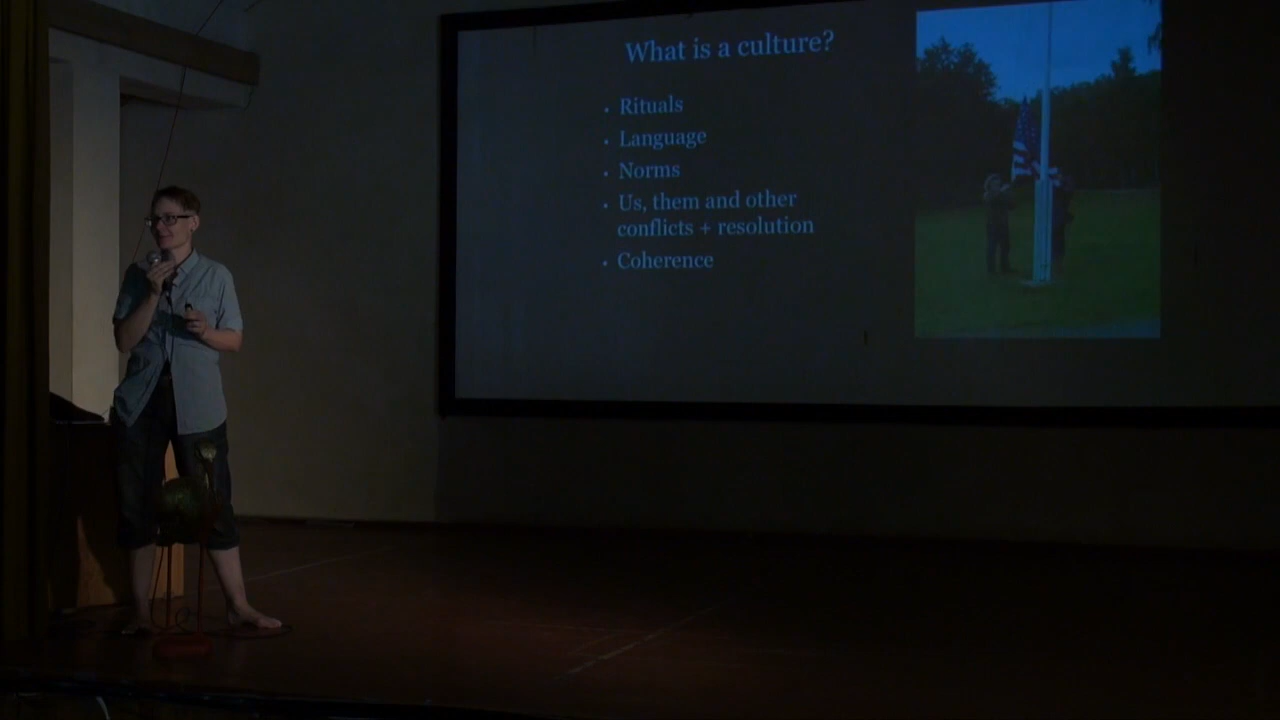 What is a culture?
• Rituals
• Language
• Norms
• Us, them and other
conflicts + resolution
• Coherence